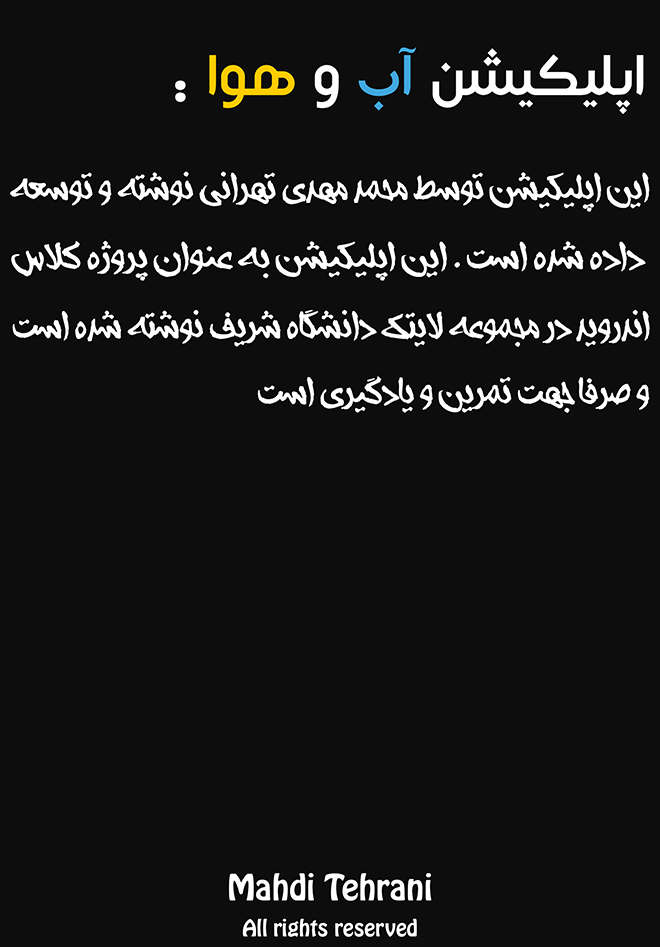 اپلیکیشن آب و هوا :
این اپلیکیشن توسط محمد مهدی تهرانی نوشته و توسعه
داده شده است . این اپلیکیشن به عنوان پروژه کلاس
اندروید در مجموعه لایتک دانشگاه شریف نوشته شده است
و صرفا جهت تمرین و یادگیری است
Mahdi Tehrani
All rights reserved